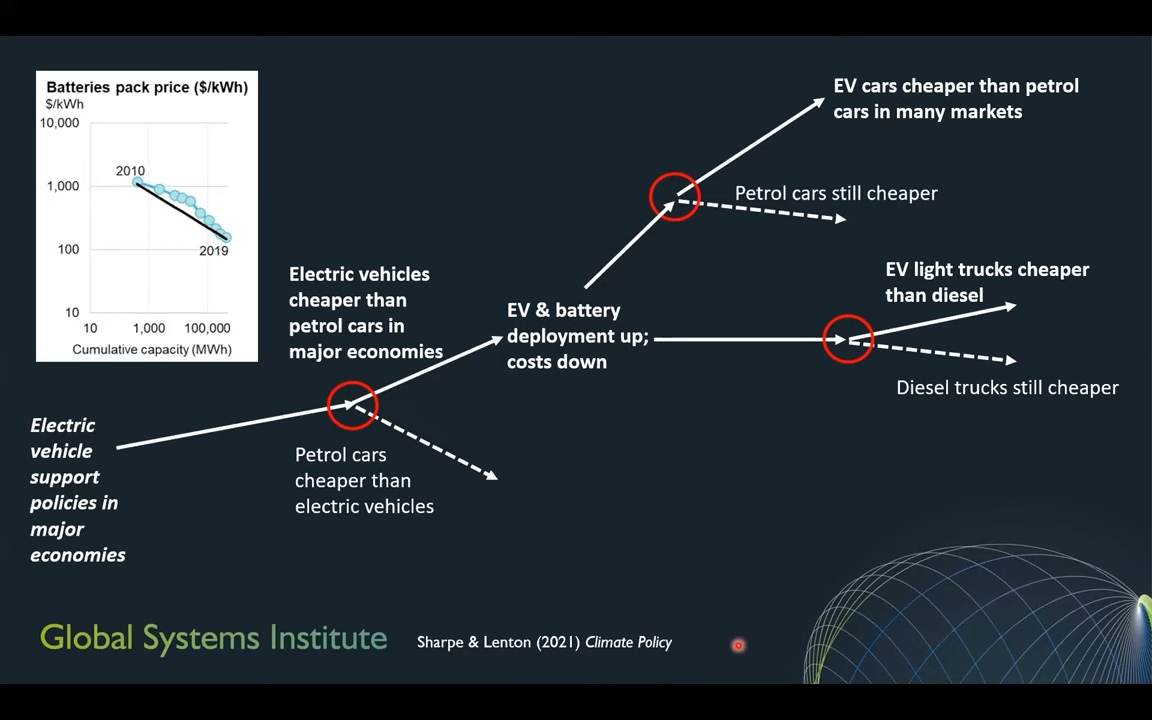 Batteries pack price ($/kWh)
$/kWh
10,000
1,000
100
10
10 1,000 100,000
2010
2019
Cumulative capacity (MWh)
Electric
vehicle
support
policies in
major
economies
Electric vehicles
cheaper than
petrol cars in
major economies
Petrol cars
cheaper than
electric vehicles
EV & battery
deployment up;
costs down
EV cars cheaper than petrol
cars in many markets
Petrol cars still cheaper
EV light trucks cheaper
than diesel
Diesel trucks still cheaper
Global Systems Institute
Sharpe & Lenton (2021) Climate Policy